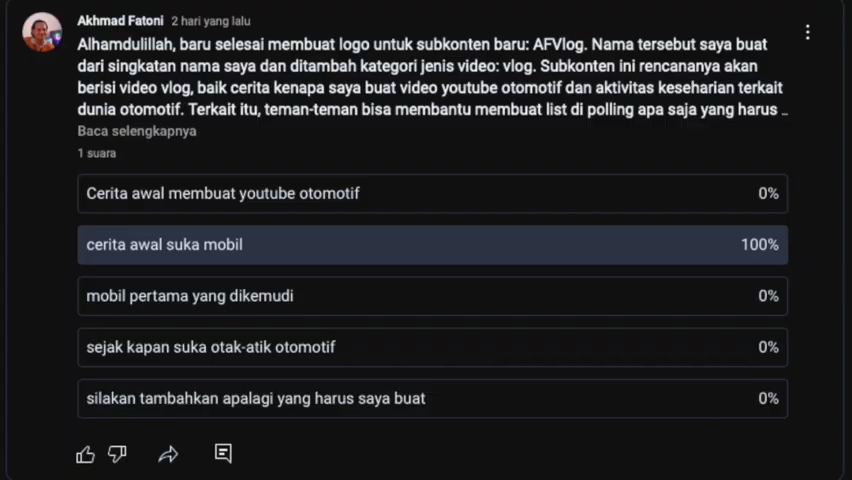 Akhmad Fatoni 2 hari yang lalu
Alhamdulillah, baru selesai membuat logo untuk subkonten baru: AFVlog. Nama tersebut saya buat
dari singkatan nama saya dan ditambah kategori jenis video: vlog. Subkonten ini rencananya akan
berisi video vlog, baik cerita kenapa saya buat video youtube otomotif dan aktivitas keseharian terkait
dunia otomotif. Terkait itu, teman-teman bisa membantu membuat list di polling apa saja yang harus ...
Baca selengkapnya
1 suara
Cerita awal membuat youtube otomotif 0%
cerita awal suka mobil 100%
mobil pertama yang dikemudi 0%
sejak kapan suka otak-atik otomotif 0%
silakan tambahkan apalagi yang harus saya buat 0%